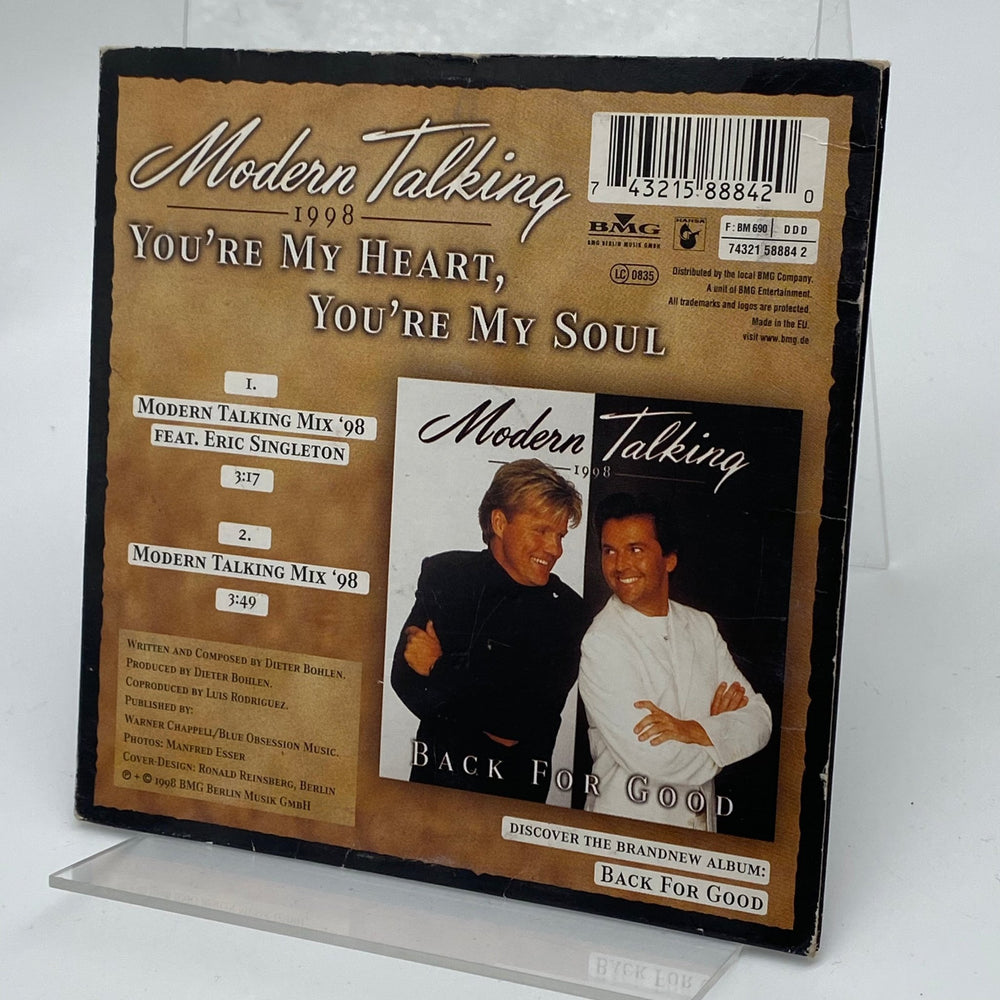 Modern Talking
1998
YOU'RE MY HEART,
YOU'RE MY SOUL
7 43215 88842 0
BMG
BMG BERLIN MUSIK GMBH
HANSA
F: BM 690 DDD
74321 58884 2
LC 0835
Distributed by the local BMG Company.
A unit of BMG Entertainment.
All trademarks and logos are protected.
Made in the EU.
visit www.bmg.de
1.
MODERN TALKING MIX '98
FEAT. ERIC SINGLETON
3:17
2.
MODERN TALKING MIX '98
3:49
WRITTEN AND COMPOSED BY DIETER BOHLEN.
PRODUCED BY DIETER BOHLEN.
COPRODUCED BY LUIS RODRIGUEZ.
PUBLISHED BY:
WARNER CHAPPELL/BLUE OBSESSION MUSIC.
PHOTOS: MANFRED ESSER
COVER-DESIGN: RONALD REINSBERG, BERLIN
℗ + © 1998 BMG BERLIN MUSIK GMBH
Modern Talking
1998
BACK FOR GOOD
DISCOVER THE BRANDNEW ALBUM:
BACK FOR GOOD